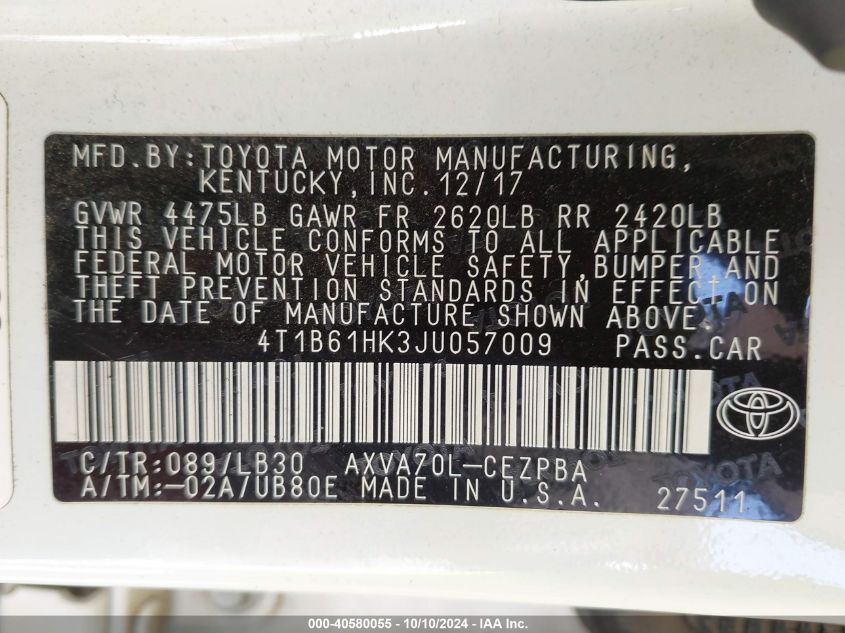 MFD.BY:TOYOTA MOTOR MANUFACTURING,
KENTUCKY,INC.12/17
GVWR 4475LB GAWR FR 2620LB RR 2420LB
THIS VEHICLE CONFORMS TO ALL APPLICABLE
FEDERAL MOTOR VEHICLE SAFETY,BUMPER,AND
THEFT PREVENTION STANDARDS IN EFFECT ON
THE DATE OF MANUFACTURE SHOWN ABOVE.
4T1B61HK3JU057009 PASS.CAR
C/TR:089/LB30 AXVA70L-CEZPBA
A/TM:-02A/UB80E MADE IN U.S.A. 27511
000-40580055 - 10/10/2024 - IAA Inc.